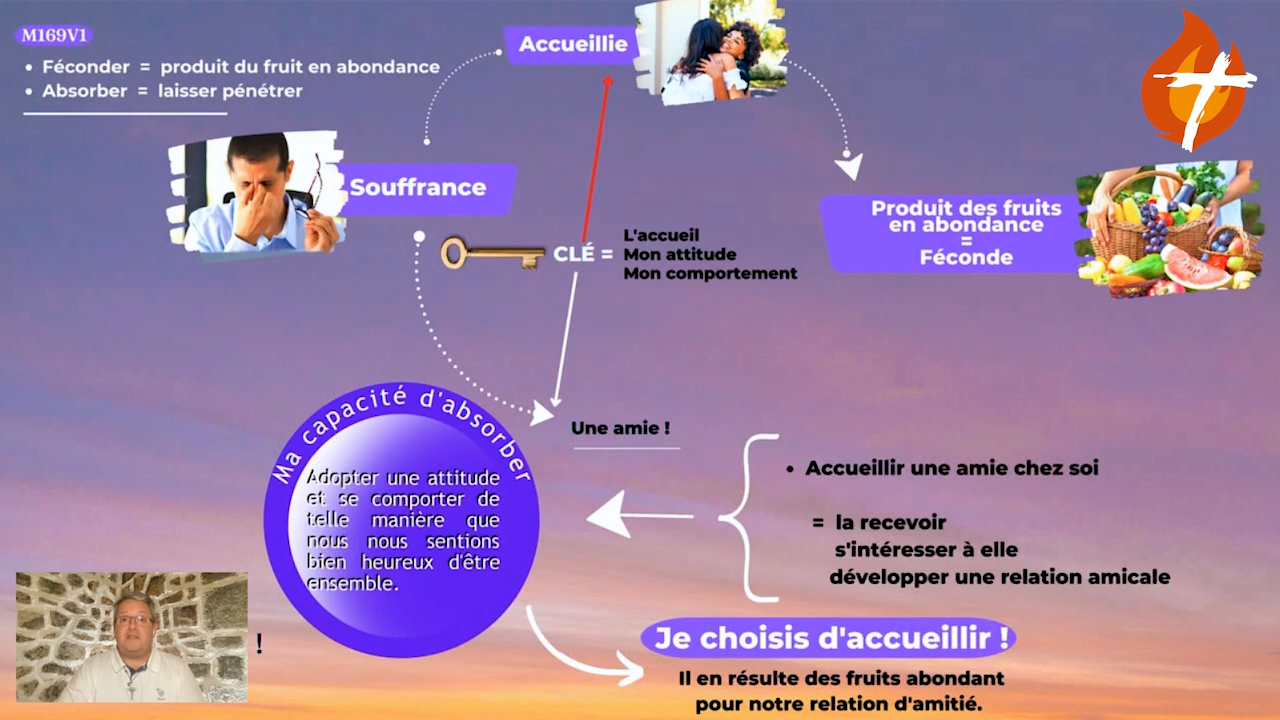 M169V1
• Féconder = produit du fruit en abondance
• Absorber = laisser pénétrer
Accueillie
Souffrance
Produit des fruits
en abondance
=
Féconde
CLÉ =
L'accueil
Mon attitude
Mon comportement
Ma capacité d'absorber
Adopter une attitude
et se comporter de
telle manière que
nous nous sentions
bien heureux d'être
ensemble.
Une amie !
• Accueillir une amie chez soi
= la recevoir
s'intéresser à elle
développer une relation amicale
!
Je choisis d'accueillir !
Il en résulte des fruits abondant
pour notre relation d'amitié.